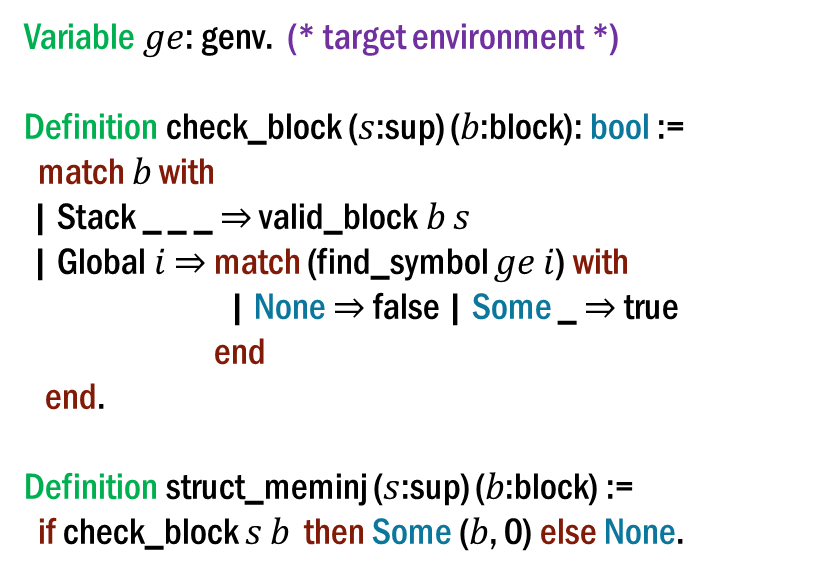 Variable ge: genv. (* target environment *)
Definition check_block (s:sup) (b:block): bool :=
match b with
| Stack _ _ _ ⇒ valid_block b s
| Global i ⇒ match (find_symbol ge i) with
| None ⇒ false | Some _ ⇒ true
end
end.
Definition struct_meminj (s:sup) (b:block) :=
if check_block s b then Some (b, 0) else None.